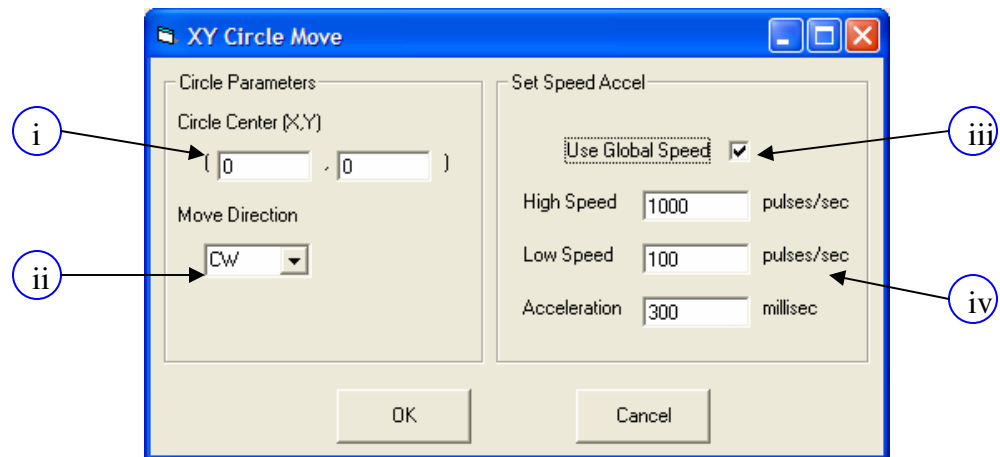 XY Circle Move
Circle Parameters
Circle Center (X,Y)
( 0 , 0 )
Move Direction
CW
Set Speed Accel
Use Global Speed
High Speed 1000 pulses/sec
Low Speed 100 pulses/sec
Acceleration 300 millisec
OK
Cancel
i
ii
iii
iv